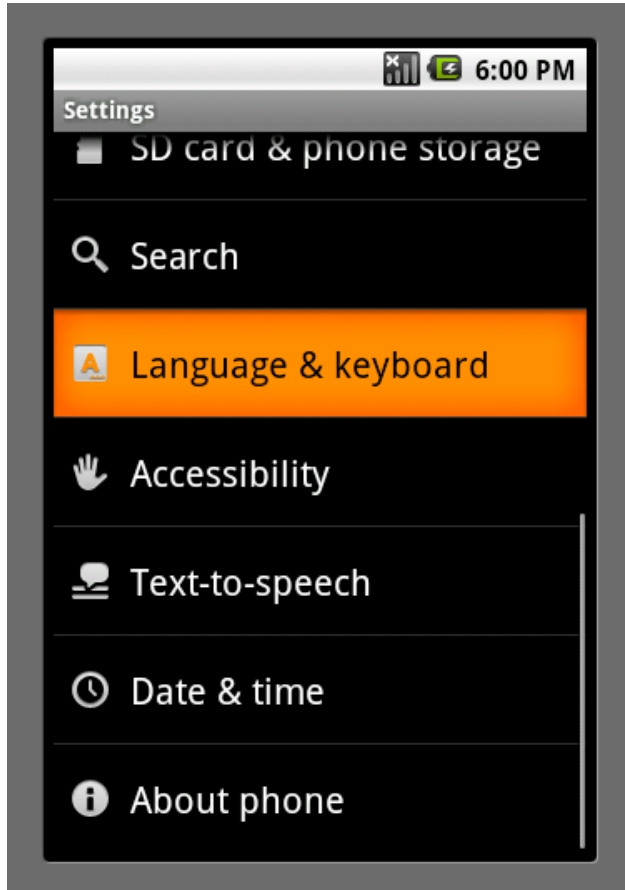 6:00 PM
Settings
SD card & phone storage
Search
Language & keyboard
Accessibility
Text-to-speech
Date & time
About phone